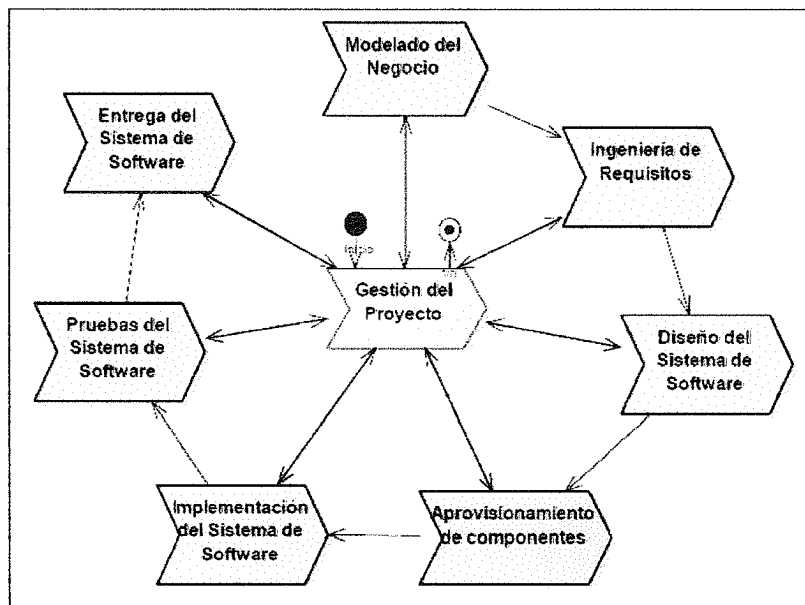 Modelado del
Negocio
Entrega del
Sistema de
Software
Ingeniería de
Requisitos
Inicio
Gestión del
Proyecto
Pruebas del
Sistema de
Software
Diseño del
Sistema de
Software
Implementación
del Sistema de
Software
Aprovisionamiento
de componentes